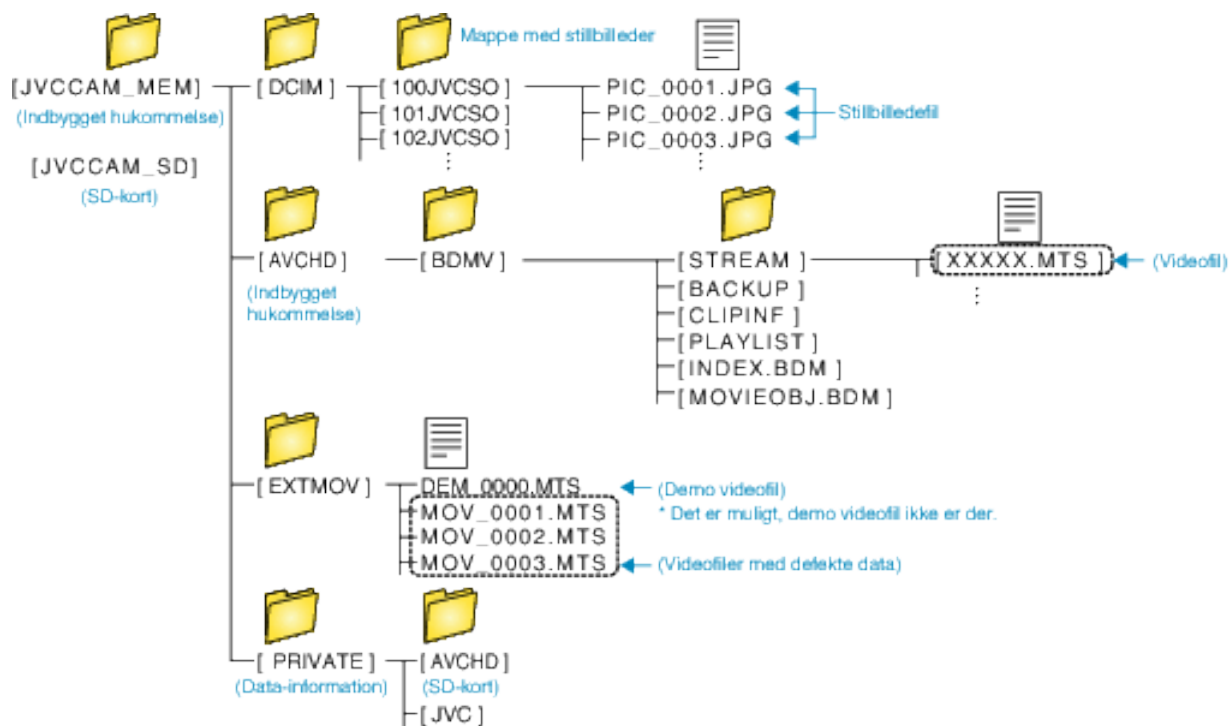 Mappe med stillbilleder
[JVCCAM_MEM]
(Indbygget hukommelse)
[JVCCAM_SD]
(SD-kort)
[DCIM]
[100JVCSO]
[101JVCSO]
[102JVCSO]
PIC_0001.JPG
PIC_0002.JPG
PIC_0003.JPG
Stillbilledefil
[AVCHD]
(Indbygget
hukommelse)
[BDMV]
[STREAM]
[BACKUP]
[CLIPINF]
[PLAYLIST]
[INDEX.BDM]
[MOVIEOBJ.BDM]
[XXXXX.MTS]
(Videofil)
[EXTMOV]
DEM_0000.MTS
MOV_0001.MTS
MOV_0002.MTS
MOV_0003.MTS
(Demo videofil)
* Det er muligt, demo videofil ikke er der.
(Videofiler med defekte data)
[PRIVATE]
(Data-information)
[AVCHD]
(SD-kort)
[JVC]